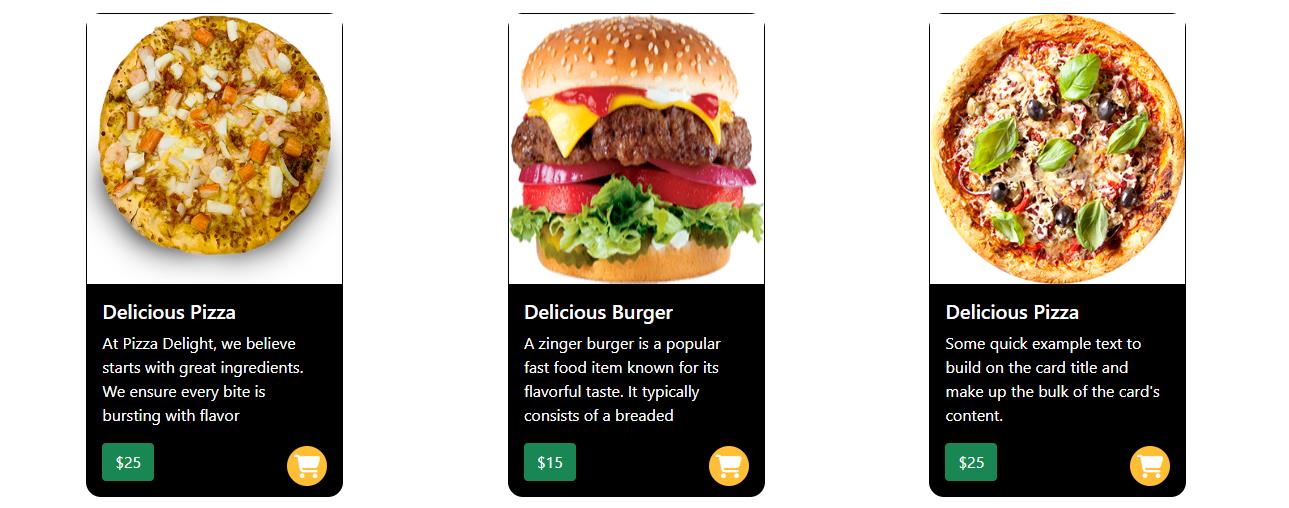 Delicious Pizza
At Pizza Delight, we believe
starts with great ingredients.
We ensure every bite is
bursting with flavor
$25
Delicious Burger
A zinger burger is a popular
fast food item known for its
flavorful taste. It typically
consists of a breaded
$15
Delicious Pizza
Some quick example text to
build on the card title and
make up the bulk of the card's
content.
$25